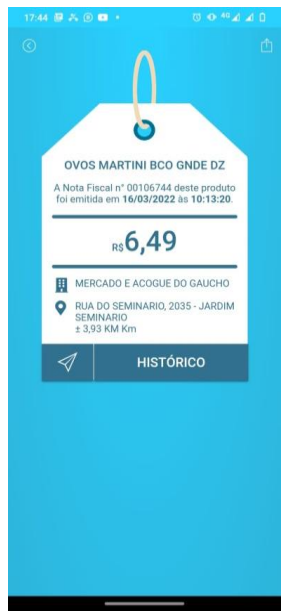 17:44
4G
OVOS MARTINI BCO GNDE DZ
A Nota Fiscal n° 00106744 deste produto
foi emitida em 16/03/2022 às 10:13:20.
R$6,49
MERCADO E ACOGUE DO GAUCHO
RUA DO SEMINARIO, 2035 - JARDIM
SEMINARIO
± 3,93 KM Km
HISTÓRICO